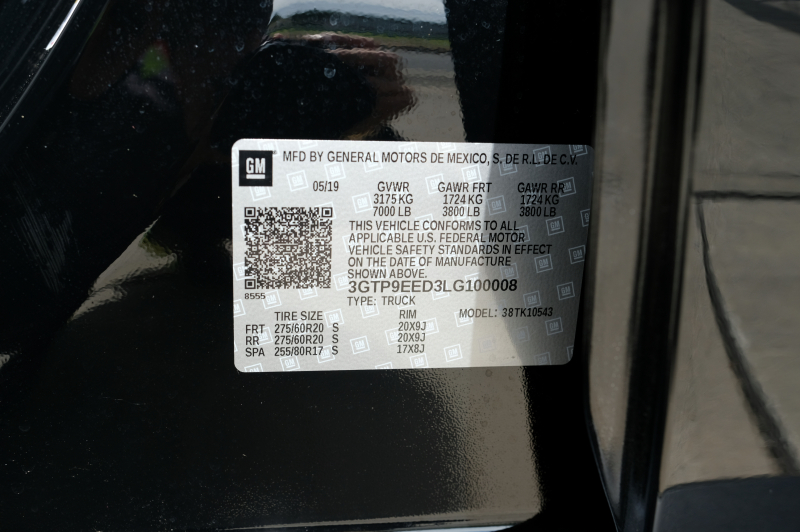 GM MFD BY GENERAL MOTORS DE MEXICO, S. DE R.L. DE C.V.
05/19 GVWR GAWR FRT GAWR RR
3175 KG 1724 KG 1724 KG
7000 LB 3800 LB 3800 LB
THIS VEHICLE CONFORMS TO ALL
APPLICABLE U.S. FEDERAL MOTOR
VEHICLE SAFETY STANDARDS IN EFFECT
ON THE DATE OF MANUFACTURE
SHOWN ABOVE.
3GTP9EED3LG100008
8555
TYPE: TRUCK
TIRE SIZE RIM MODEL: 38TK10543
FRT 275/60R20 S 20X9J
RR 275/60R20 S 20X9J
SPA 255/80R17 S 17X8J